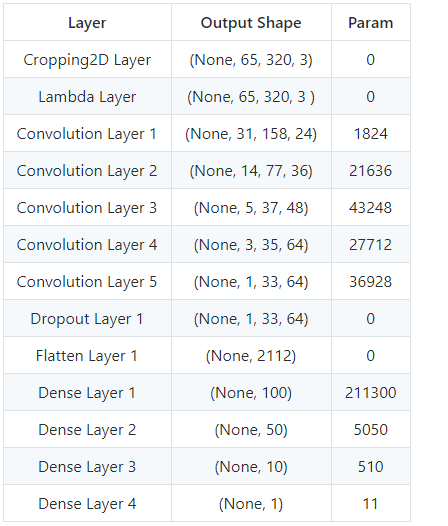 Layer Output Shape Param
Cropping2D Layer (None, 65, 320, 3) 0
Lambda Layer (None, 65, 320, 3 ) 0
Convolution Layer 1 (None, 31, 158, 24) 1824
Convolution Layer 2 (None, 14, 77, 36) 21636
Convolution Layer 3 (None, 5, 37, 48) 43248
Convolution Layer 4 (None, 3, 35, 64) 27712
Convolution Layer 5 (None, 1, 33, 64) 36928
Dropout Layer 1 (None, 1, 33, 64) 0
Flatten Layer 1 (None, 2112) 0
Dense Layer 1 (None, 100) 211300
Dense Layer 2 (None, 50) 5050
Dense Layer 3 (None, 10) 510
Dense Layer 4 (None, 1) 11